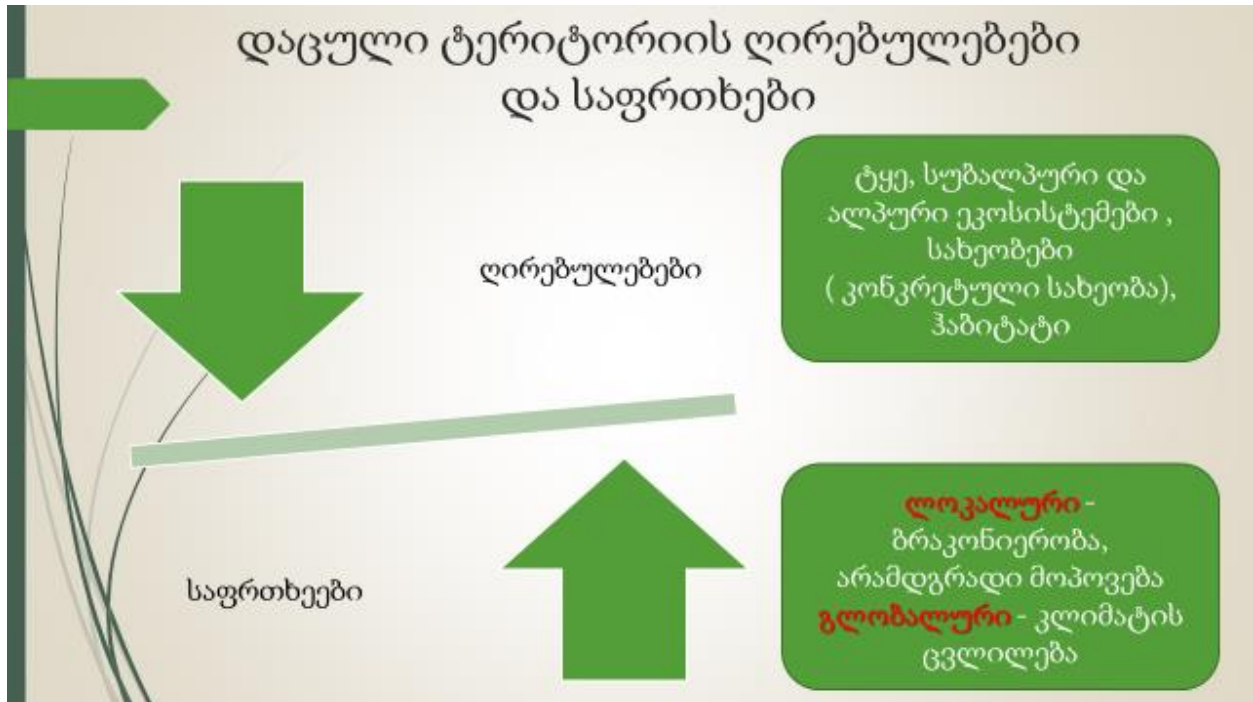 დაცული ტერიტორიის ღირებულებები
და საფრთხები
ღირებულებები
ტყე, სუბალპური და
ალპური ეკოსისტემები ,
სახეობები
( კონკრეტული სახეობა),
ჰაბიტატი
საფრთხეები
ლოკალური -
ბრაკონიერობა,
არამდგრადი მოპოვება
გლობალური - კლიმატის
ცვლილება